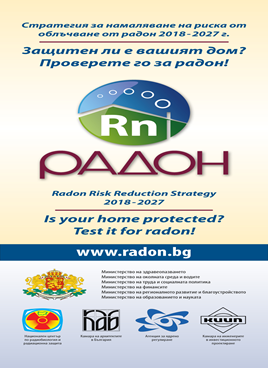 Стратегия за намаляване на риска от
облъчване от радон 2018 - 2027 г.
Защитен ли е вашият дом?
Проверете го за радон!
Rn
РАДОН
Radon Risk Reduction Strategy
2018 - 2027
Is your home protected?
Test it for radon!
www.radon.bg
Министерство на здравеопазването
Министерство на околната среда и водите
Министерство на труда и социалната политика
Министерство на финансите
Министерство на регионалното развитие и благоустройството
Министерство на образованието и науката
КАБ
КИИП
Национален център
по радиобиология и
радиационна защита
Камара на архитектите
в България
Агенция за ядрено
регулиране
Камара на инженерите
в инвестиционното
проектиране